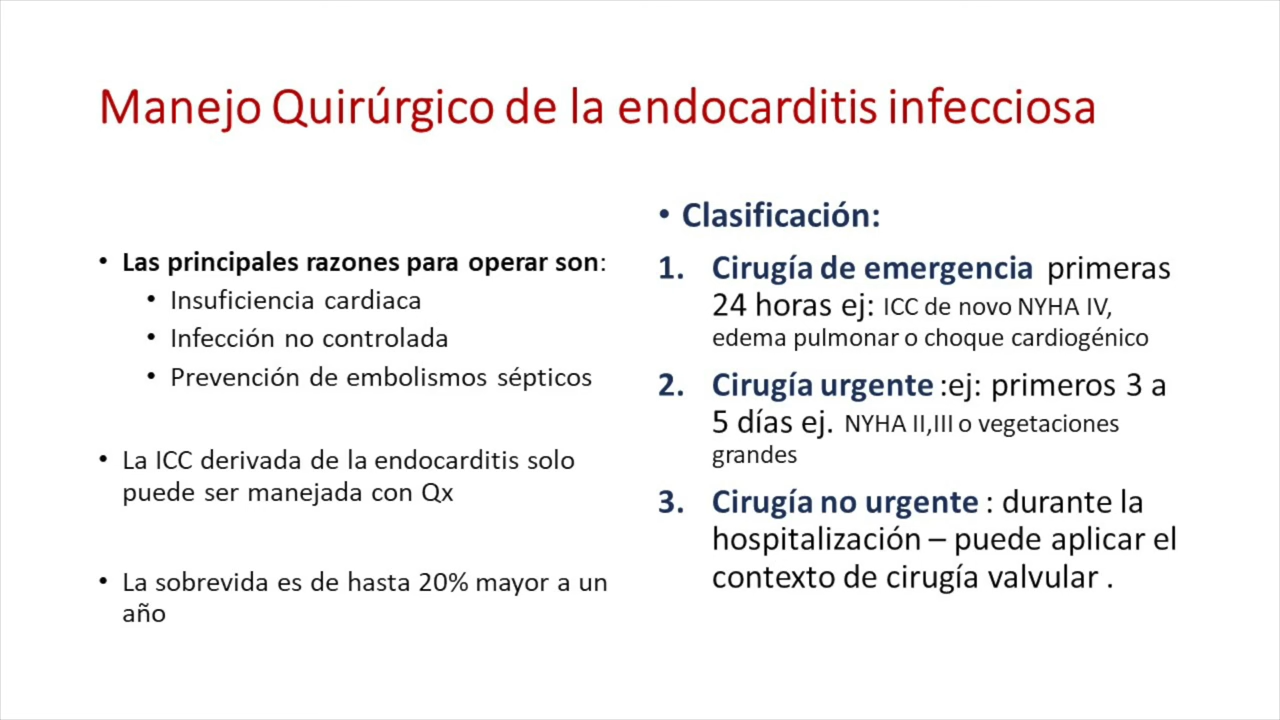 Manejo Quirúrgico de la endocarditis infecciosa
• Las principales razones para operar son:
• Insuficiencia cardiaca
• Infección no controlada
• Prevención de embolismos sépticos
• La ICC derivada de la endocarditis solo
puede ser manejada con Qx
• La sobrevida es de hasta 20% mayor a un
año
• Clasificación:
1. Cirugía de emergencia primeras
24 horas ej: ICC de novo NYHA IV,
edema pulmonar o choque cardiogénico
2. Cirugía urgente :ej: primeros 3 a
5 días ej. NYHA II,III o vegetaciones
grandes
3. Cirugía no urgente : durante la
hospitalización – puede aplicar el
contexto de cirugía valvular .